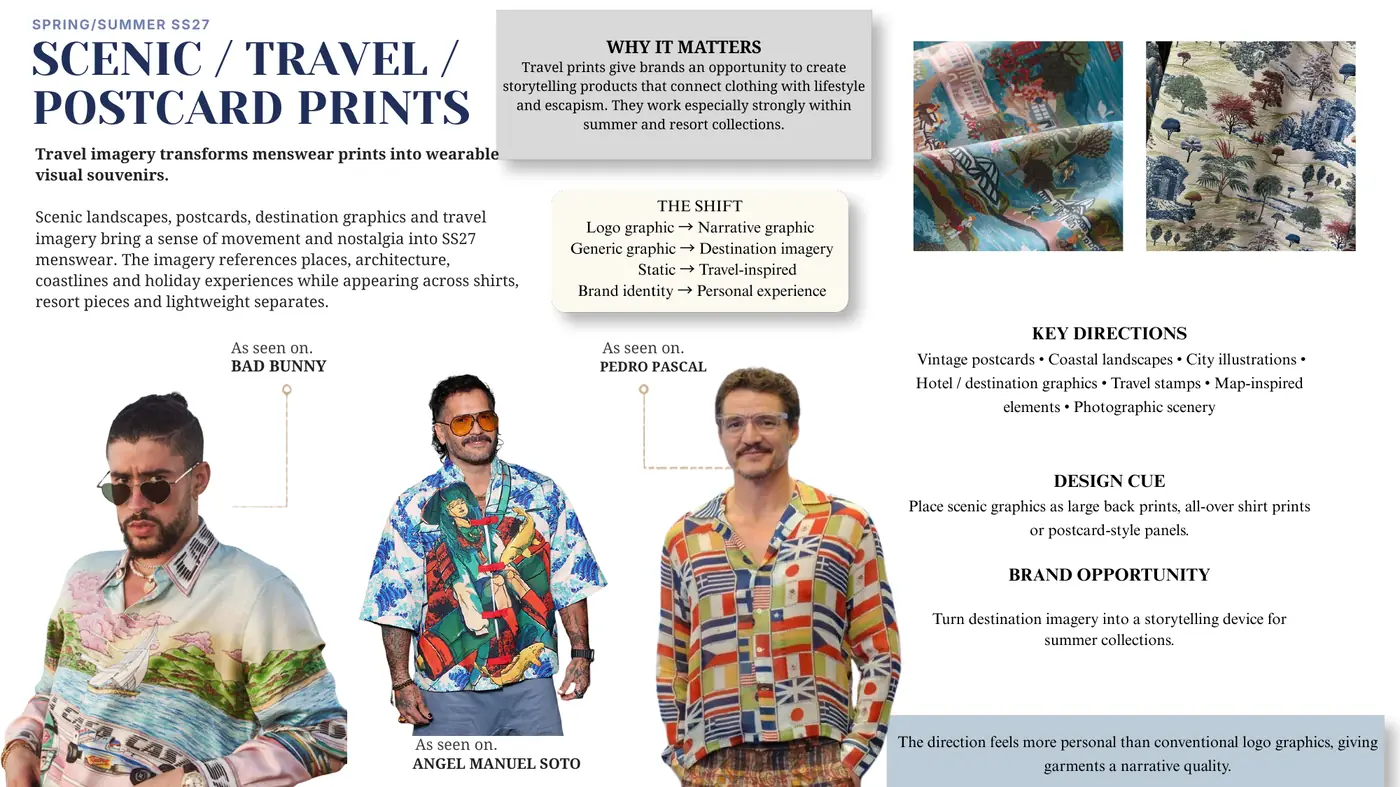 SPRING/SUMMER SS27
SCENIC / TRAVEL /
POSTCARD PRINTS
Travel imagery transforms menswear prints into wearable
visual souvenirs.
Scenic landscapes, postcards, destination graphics and travel
imagery bring a sense of movement and nostalgia into SS27
menswear. The imagery references places, architecture,
coastlines and holiday experiences while appearing across shirts,
resort pieces and lightweight separates.
WHY IT MATTERS
Travel prints give brands an opportunity to create
storytelling products that connect clothing with lifestyle
and escapism. They work especially strongly within
summer and resort collections.
THE SHIFT
Logo graphic → Narrative graphic
Generic graphic → Destination imagery
Static → Travel-inspired
Brand identity → Personal experience
As seen on.
BAD BUNNY
As seen on.
PEDRO PASCAL
As seen on.
ANGEL MANUEL SOTO
KEY DIRECTIONS
Vintage postcards • Coastal landscapes • City illustrations •
Hotel / destination graphics • Travel stamps • Map-inspired
elements • Photographic scenery
DESIGN CUE
Place scenic graphics as large back prints, all-over shirt prints
or postcard-style panels.
BRAND OPPORTUNITY
Turn destination imagery into a storytelling device for
summer collections.
The direction feels more personal than conventional logo graphics, giving
garments a narrative quality.